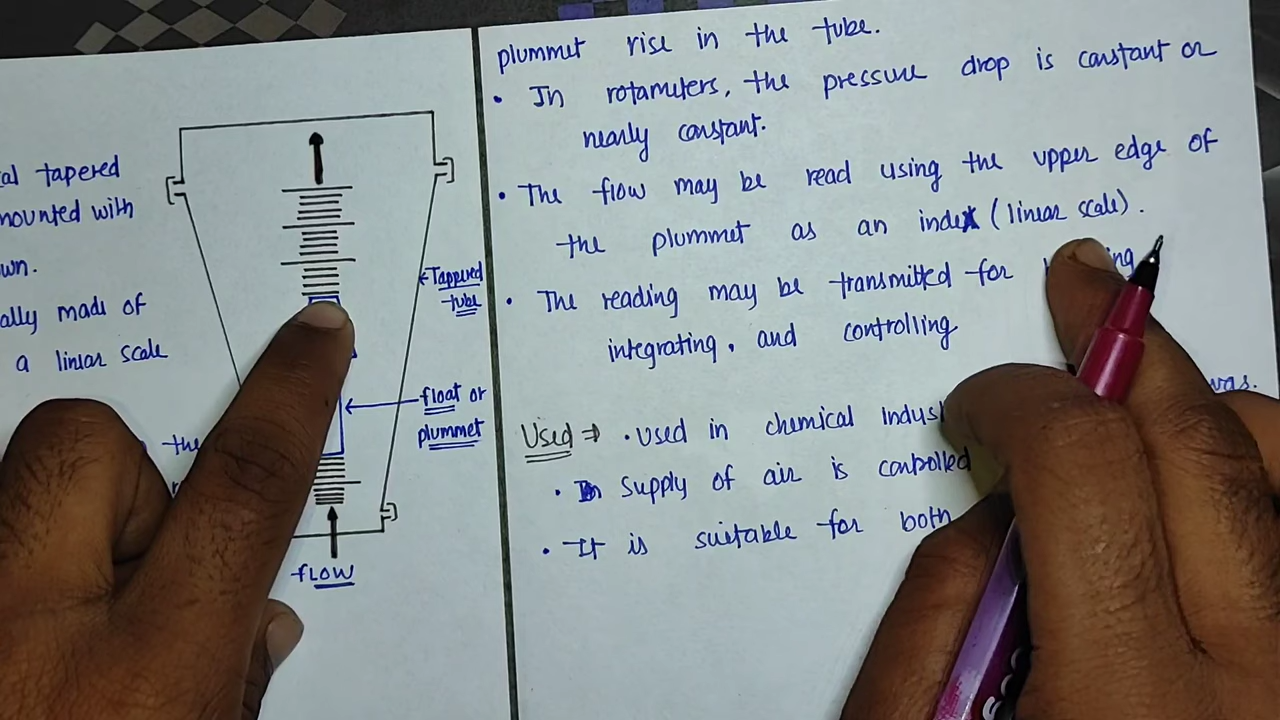 al tapered
mounted with
wn.
ally made of
a linear scale
the
Tappered
tube
float or
plummet
flow
plummet rise in the tube.
• In rotameters, the pressure drop is constant or
nearly constant.
• The flow may be read using the upper edge of
the plummet as an index (linear scale).
• The reading may be transmitted for
integrating, and controlling
Used ⇒ • Used in chemical Indus
• Supply of air is controlled
• It is suitable for both